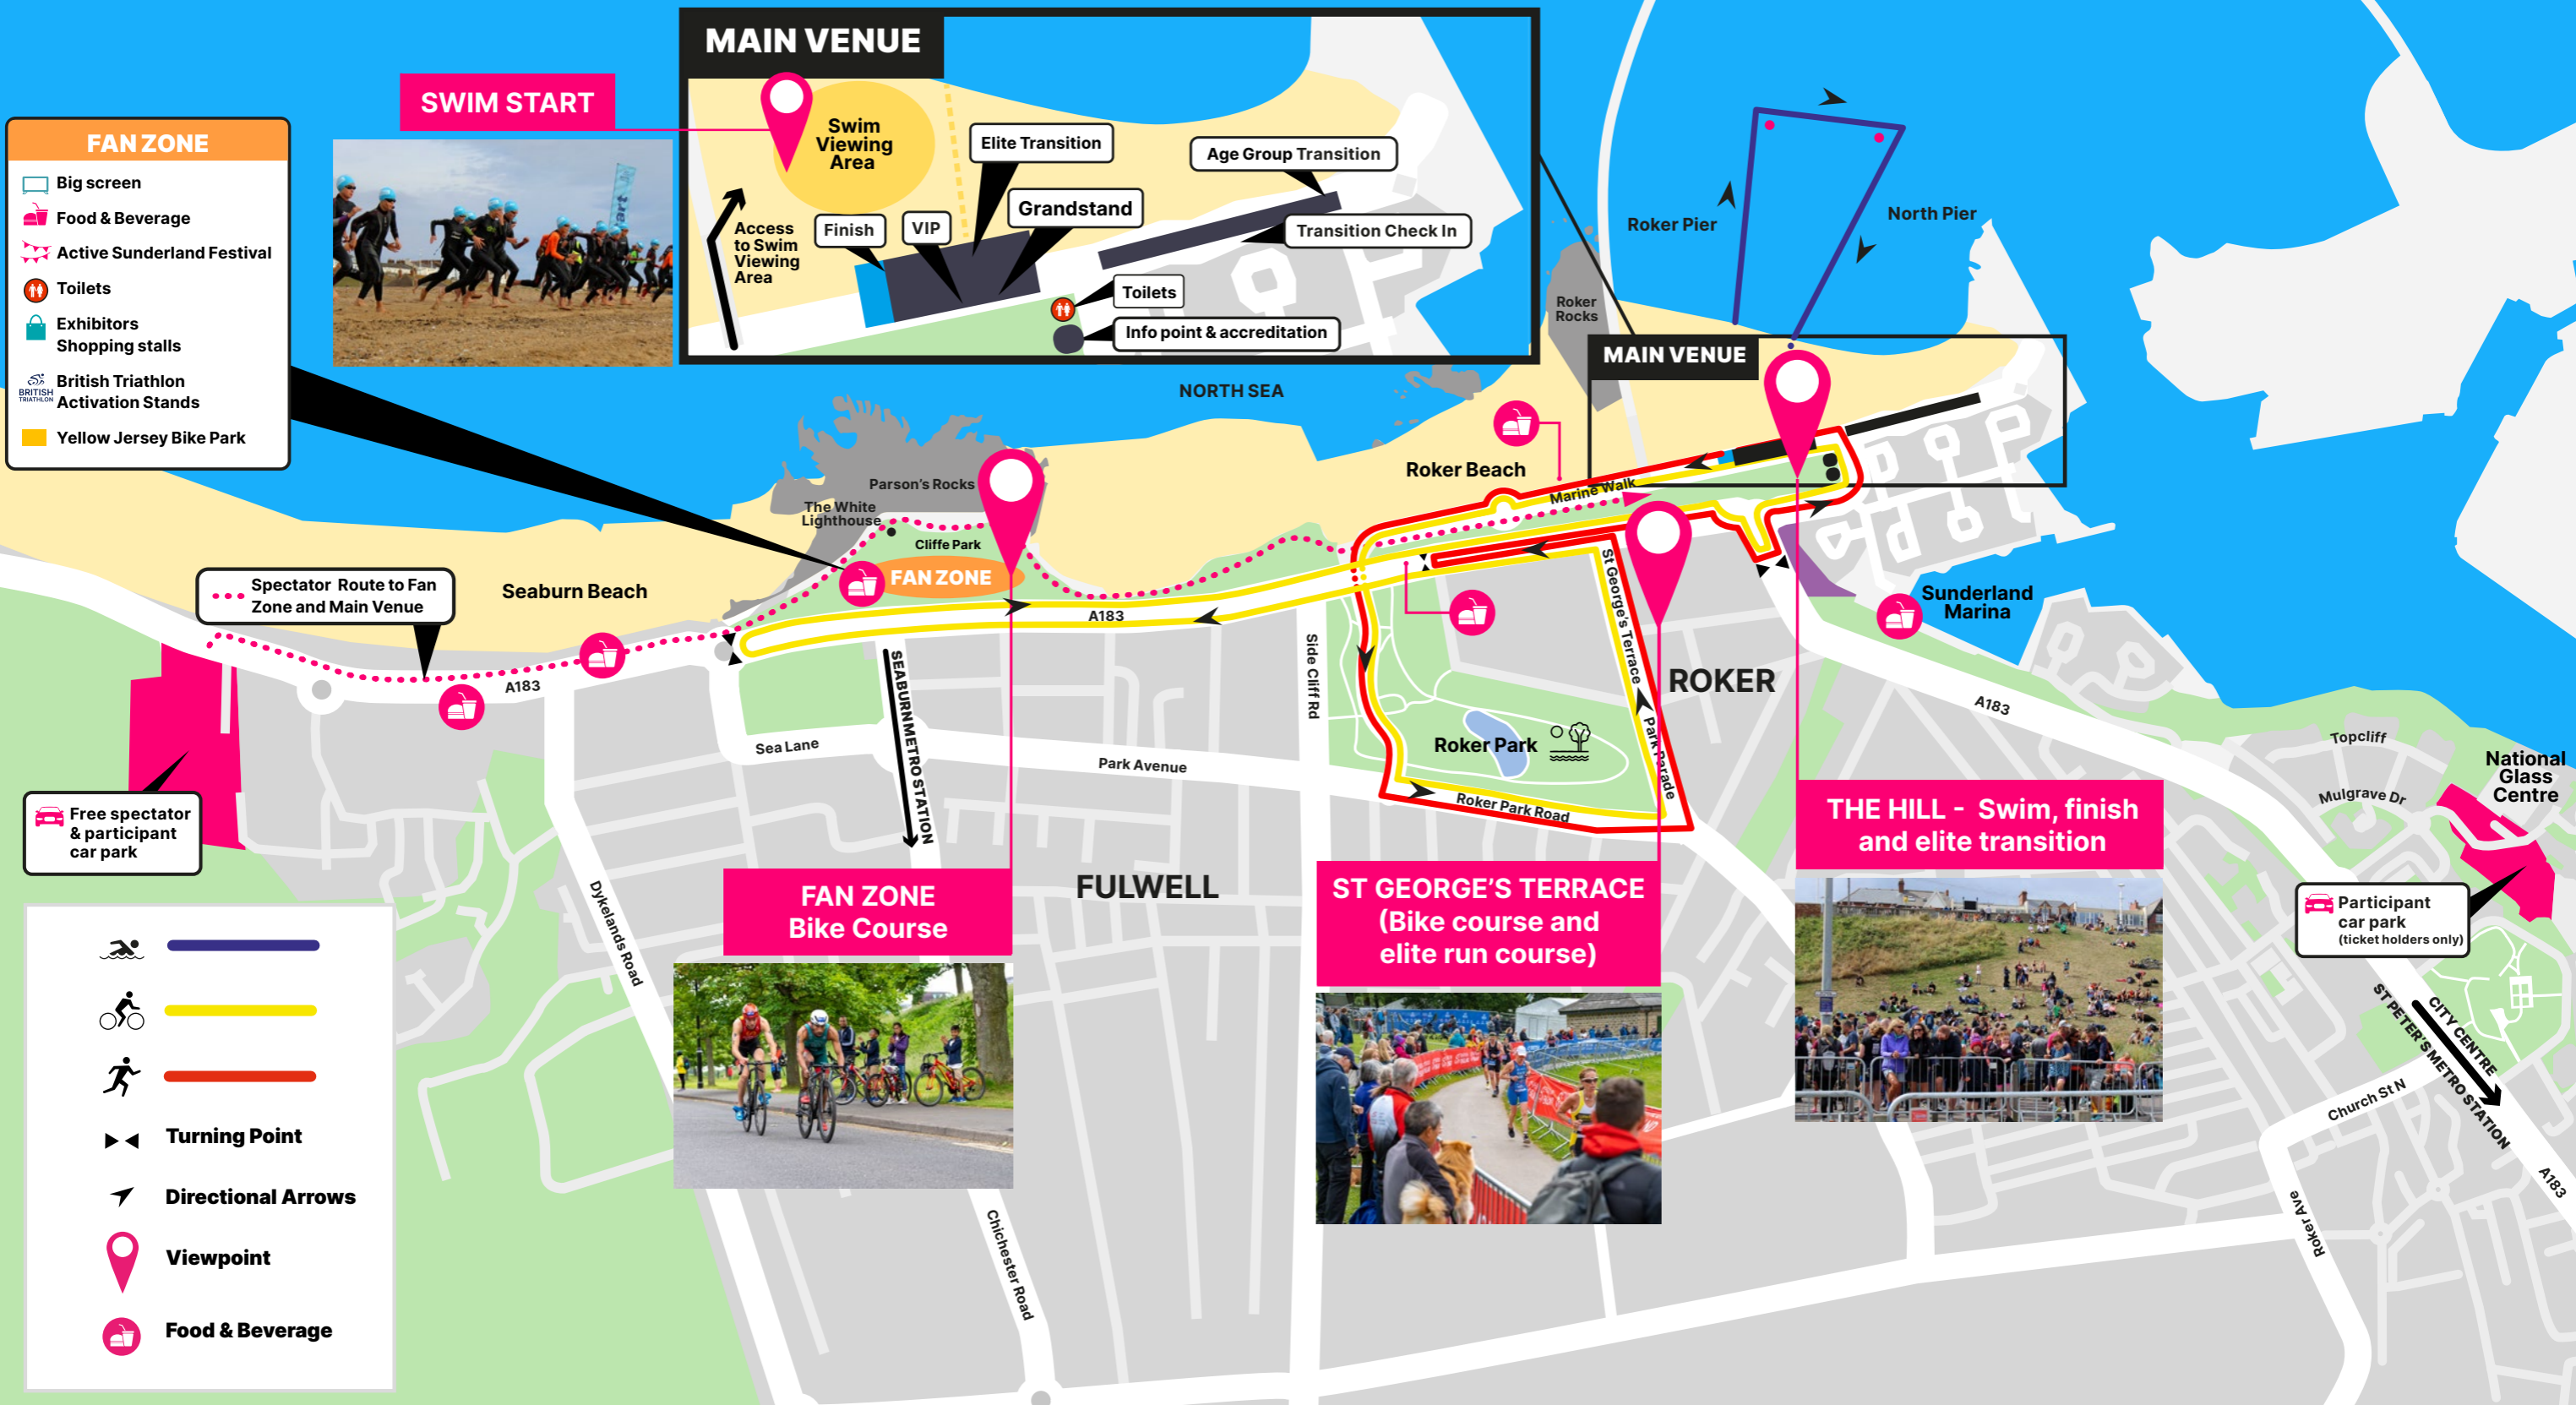 MAIN VENUE
SWIM START
Swim
Viewing
Area
Elite Transition
Age Group Transition
Grandstand
Finish
VIP
Transition Check In
Access
to Swim
Viewing
Area
Toilets
Info point & accreditation
FAN ZONE
Big screen
Food & Beverage
Active Sunderland Festival
Toilets
Exhibitors
Shopping stalls
BRITISH
TRIATHLON
British Triathlon
Activation Stands
Yellow Jersey Bike Park
Roker Pier
North Pier
Roker
Rocks
MAIN VENUE
NORTH SEA
Roker Beach
Marine Walk
Parson's Rocks
The White
Lighthouse
Cliffe Park
FAN ZONE
Spectator Route to Fan
Zone and Main Venue
Seaburn Beach
A183
A183
SEABURN METRO STATION
Side Cliff Rd
St George's Terrace
Sunderland
Marina
ROKER
A183
Sea Lane
Park Avenue
Roker Park
Park Parade
Roker Park Road
Topcliff
Mulgrave Dr
National
Glass
Centre
Free spectator
& participant
car park
THE HILL - Swim, finish
and elite transition
FAN ZONE
Bike Course
FULWELL
ST GEORGE'S TERRACE
(Bike course and
elite run course)
Participant
car park
(ticket holders only)
Dykelands Road
Chichester Road
CITY CENTRE
ST PETER'S METRO STATION
Church St N
A183
Roker Ave
Turning Point
Directional Arrows
Viewpoint
Food & Beverage